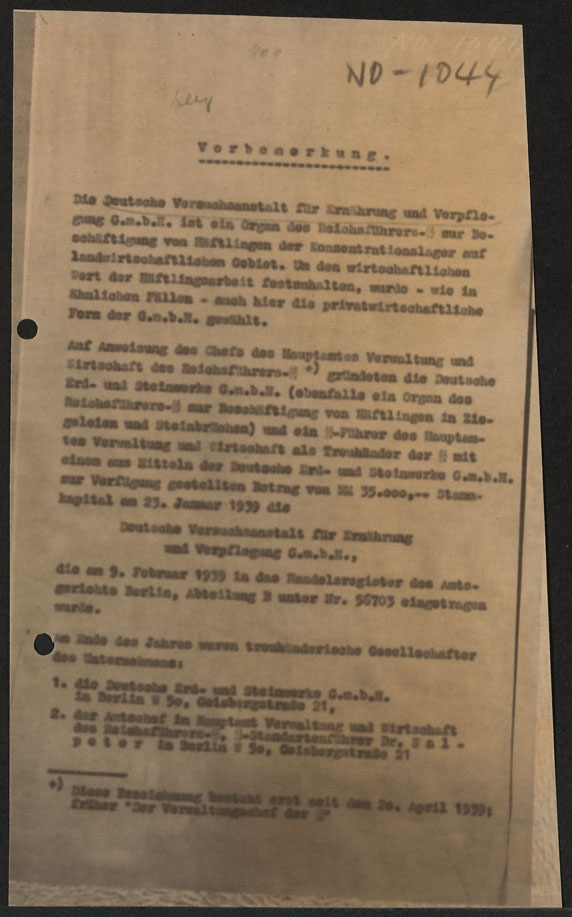 NO-1044
400
Vorbemerkung.
Die Deutsche Versuchsanstalt für Ernährung und Verpfle-
gung G.m.b.H. ist ein Organ des Reichsführers-ᛋᛋ zur Be-
schäftigung von Häftlingen der Konzentrationslager auf
landwirtschaftlichem Gebiet. Um den wirtschaftlichen
Wert der Häftlingsarbeit festzuhalten, wurde - wie in
ähnlichen Fällen - auch hier die privatwirtschaftliche
Form der G.m.b.H. gewählt.
Auf Anweisung des Chefs des Hauptamtes Verwaltung und
Wirtschaft des Reichsführers-ᛋᛋ +) gründeten die Deutsche
Erd- und Steinwerke G.m.b.H. (ebenfalls ein Organ des
Reichsführers-ᛋᛋ zur Beschäftigung von Häftlingen in Zie-
geleien und Steinbrüchen) und ein ᛋᛋ-Führer des Hauptam-
tes Verwaltung und Wirtschaft als Treuhänder der ᛋᛋ mit
einem aus Mitteln der Deutsche Erd- und Steinwerke G.m.b.H.
zur Verfügung gestellten Betrag von RM 35.000,-- Stamm-
kapital am 23. Januar 1939 die
Deutsche Versuchsanstalt für Ernährung
und Verpflegung G.m.b.H.,
die am 9. Februar 1939 in das Handelsregister des Amts-
gerichts Berlin, Abteilung B unter Nr. 56703 eingetragen
wurde.
Am Ende des Jahres waren treuhänderische Gesellschafter
des Unternehmens:
1. die Deutsche Erd- und Steinwerke G.m.b.H.
in Berlin W 50, Geisbergstraße 21,
2. der Amtschef im Hauptamt Verwaltung und Wirtschaft
des Reichsführers-ᛋᛋ, ᛋᛋ-Standartenführer Dr. Sal-
peter in Berlin W 50, Geisbergstraße 21
+) Diese Bezeichnung besteht erst seit dem 20. April 1939;
früher "Der Verwaltungschef der ᛋᛋ"